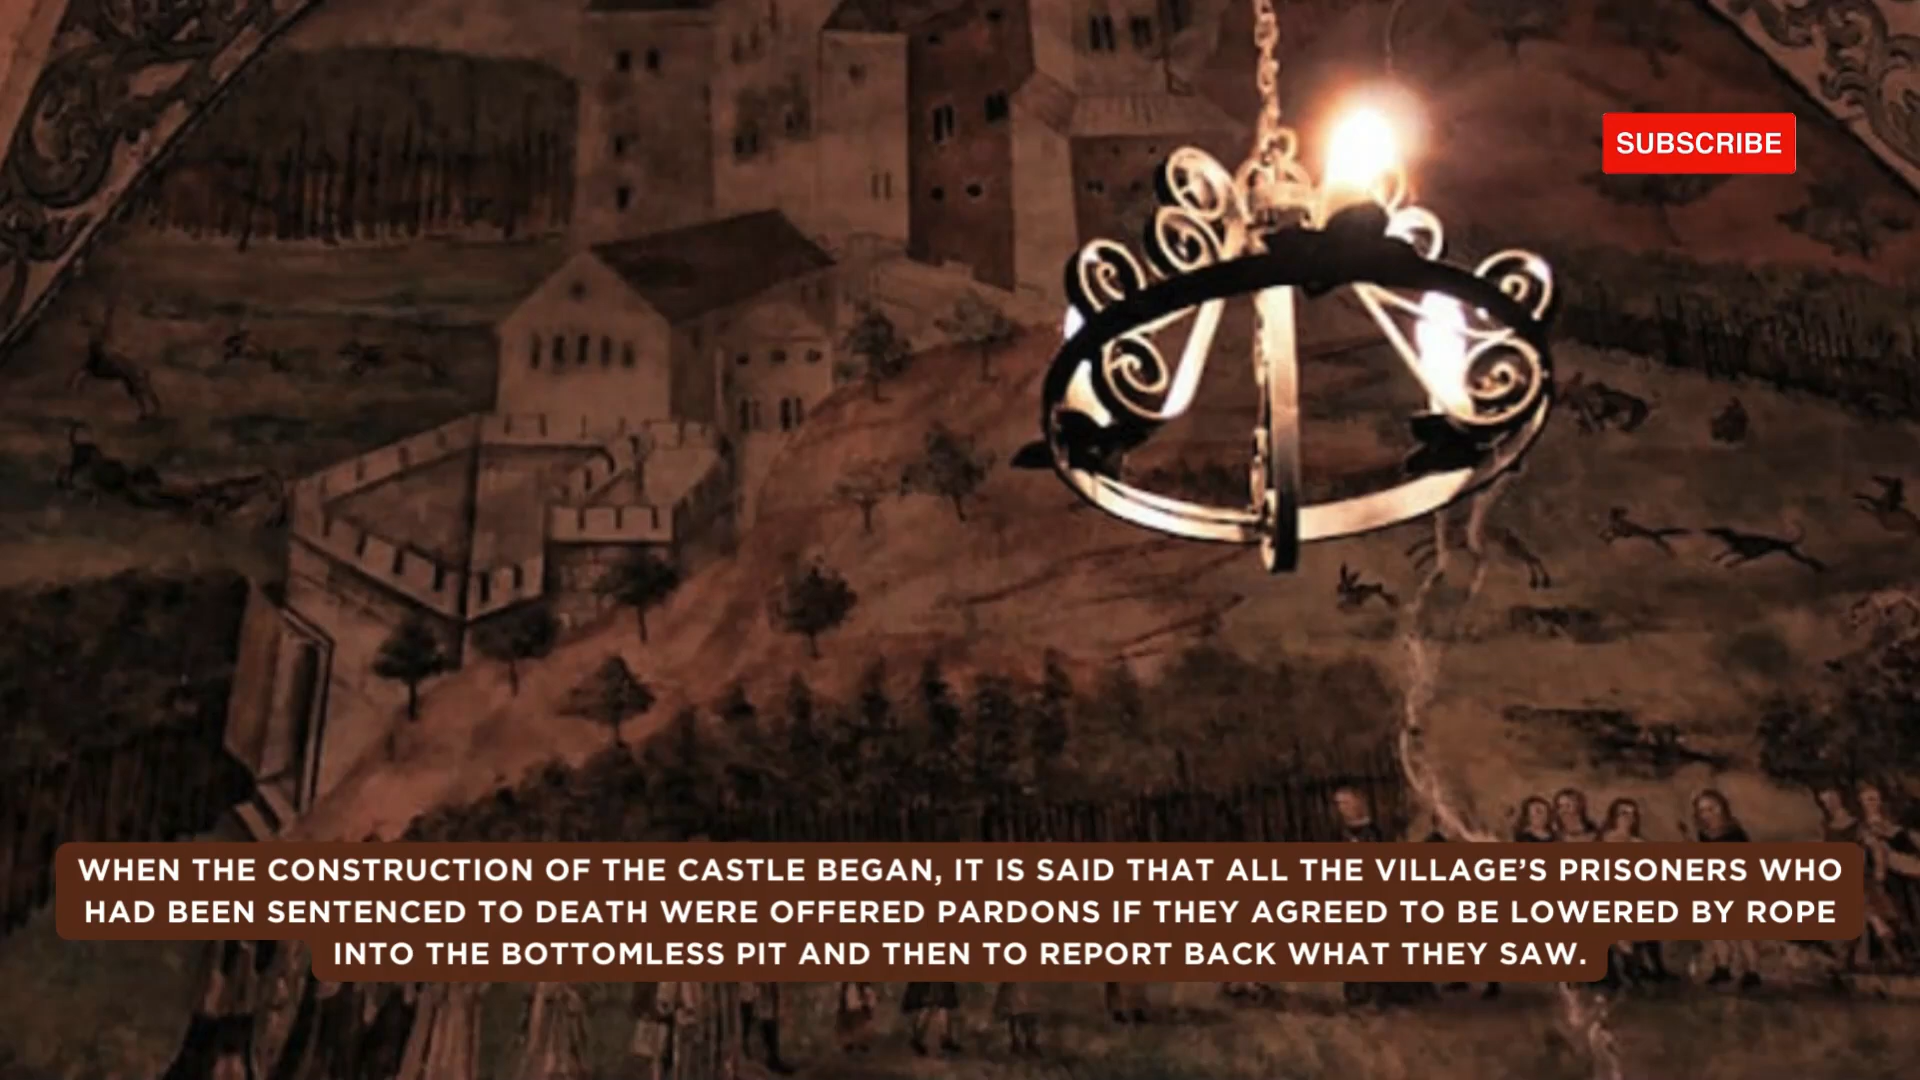 SUBSCRIBE
WHEN THE CONSTRUCTION OF THE CASTLE BEGAN, IT IS SAID THAT ALL THE VILLAGE’S PRISONERS WHO
HAD BEEN SENTENCED TO DEATH WERE OFFERED PARDONS IF THEY AGREED TO BE LOWERED BY ROPE
INTO THE BOTTOMLESS PIT AND THEN TO REPORT BACK WHAT THEY SAW.